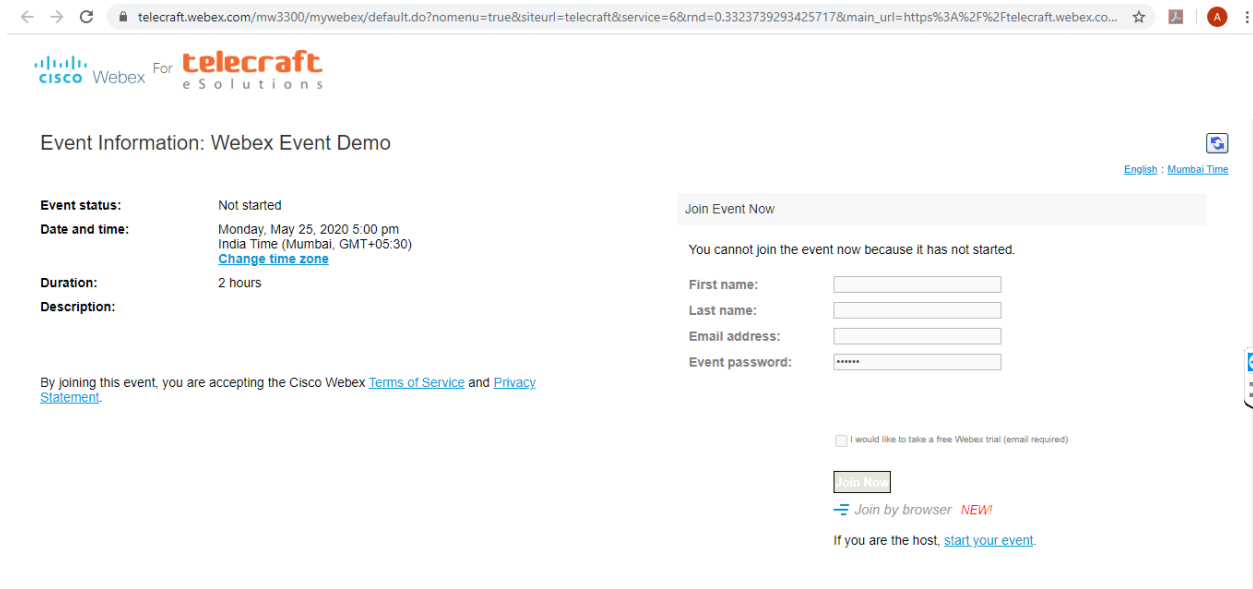 telecraft.webex.com/mw3300/mywebex/default.do?nomenu=true&siteurl=telecraft&service=6&rnd=0.3323739293425717&main_url=https%3A%2F%2Ftelecraft.webex.co...
A
cisco Webex For telecraft
eSolutions
Event Information: Webex Event Demo
English : Mumbai Time
Event status: Not started
Date and time: Monday, May 25, 2020 5:00 pm
India Time (Mumbai, GMT+05:30)
Change time zone
Duration: 2 hours
Description:
By joining this event, you are accepting the Cisco Webex Terms of Service and Privacy
Statement.
Join Event Now
You cannot join the event now because it has not started.
First name:
Last name:
Email address:
Event password: ••••••
I would like to take a free Webex trial (email required)
Join Now
Join by browser NEW!
If you are the host, start your event.